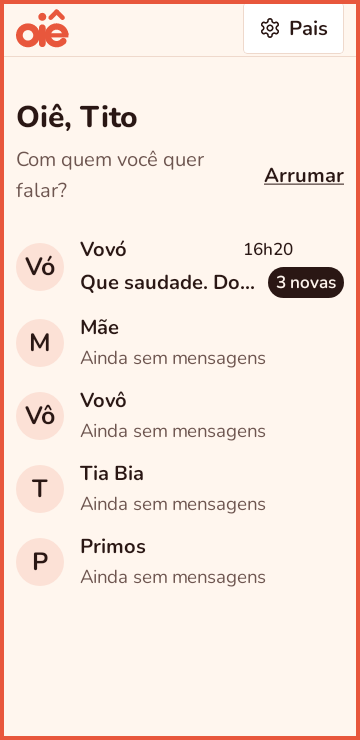 oiê
Pais
Oiê, Tito
Com quem você quer
falar?
Arrumar
Vó
Vovó
16h20
Que saudade. Do...
3 novas
M
Mãe
Ainda sem mensagens
Vô
Vovô
Ainda sem mensagens
T
Tia Bia
Ainda sem mensagens
P
Primos
Ainda sem mensagens